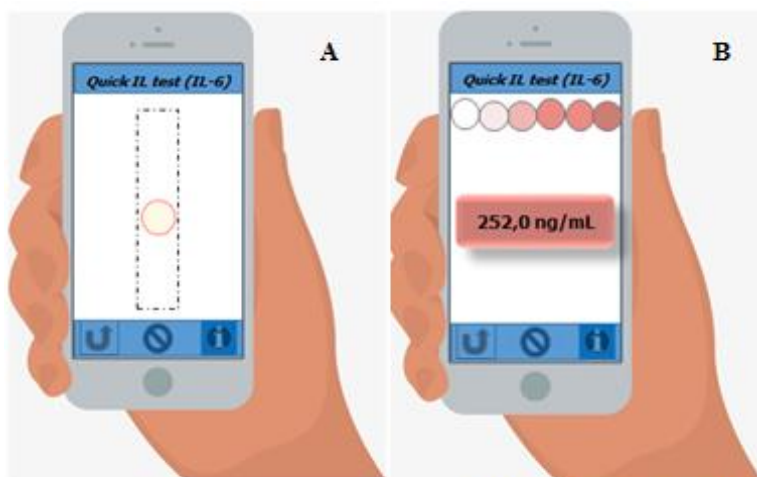 A
Quick IL test (IL-6)
B
Quick IL test (IL-6)
252,0 ng/mL